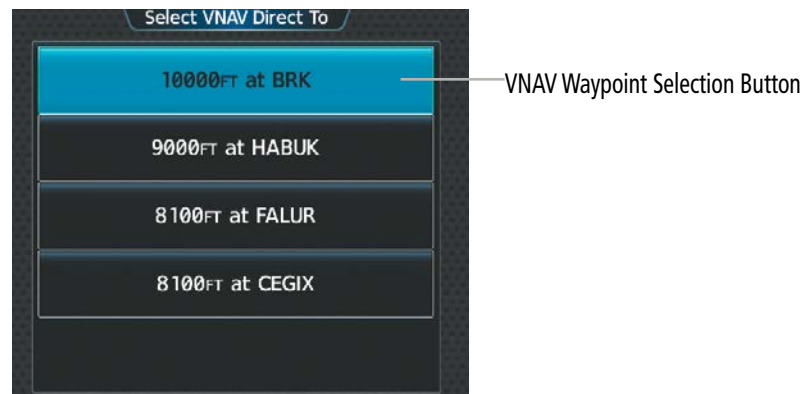 Select VNAV Direct To
10000FT at BRK
VNAV Waypoint Selection Button
9000FT at HABUK
8100FT at FALUR
8100FT at CEGIX